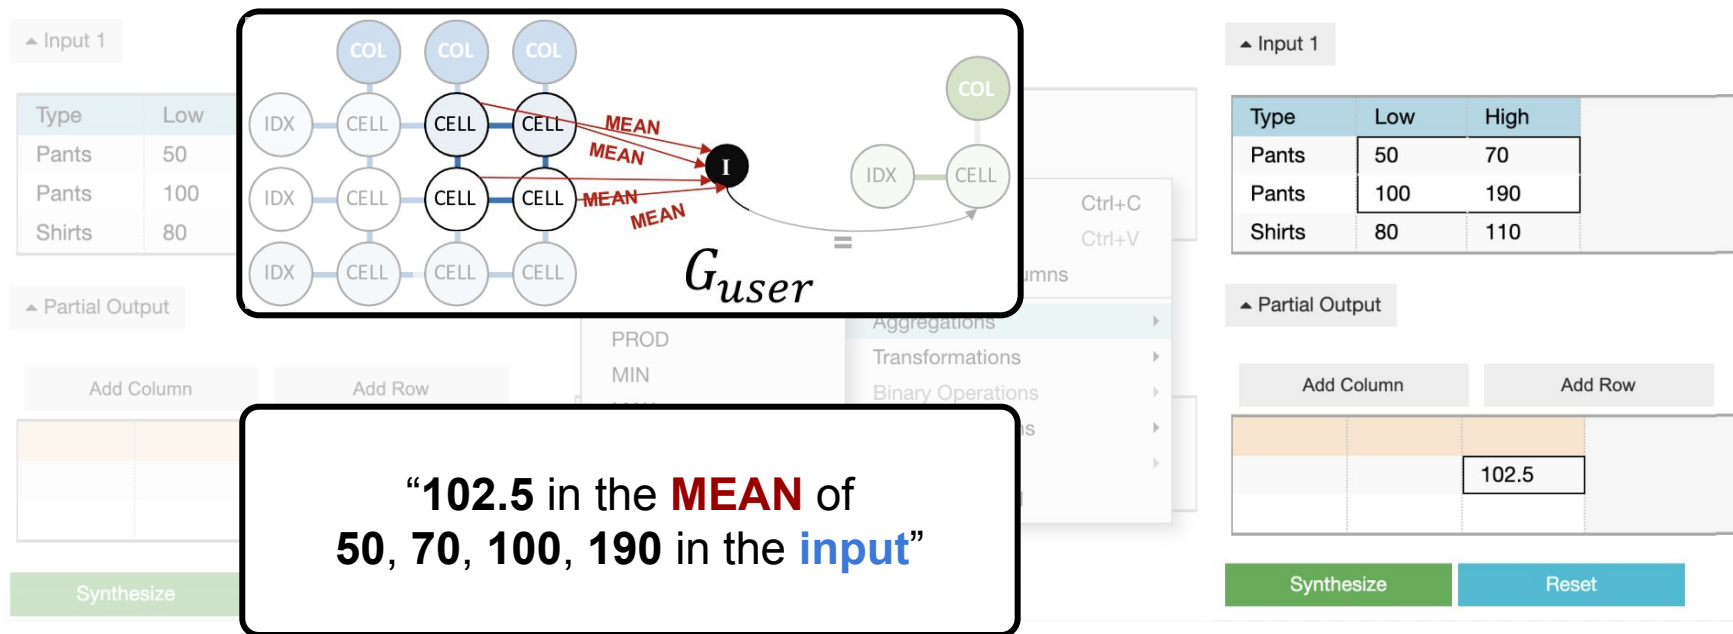 Input 1
Type Low
Pants 50
Pants 100
Shirts 80
Partial Output
Add Column Add Row
Synthesize
COL COL COL
IDX CELL CELL CELL
IDX CELL CELL CELL
IDX CELL CELL CELL
MEAN
MEAN
MEAN
MEAN
I
=
COL
IDX CELL
G user
Ctrl+C
Ctrl+V
umns
Aggregations
Transformations
Binary Operations
ns
PROD
MIN
“102.5 in the MEAN of
50, 70, 100, 190 in the input”
Input 1
Type Low High
Pants 50 70
Pants 100 190
Shirts 80 110
Partial Output
Add Column Add Row
102.5
Synthesize Reset